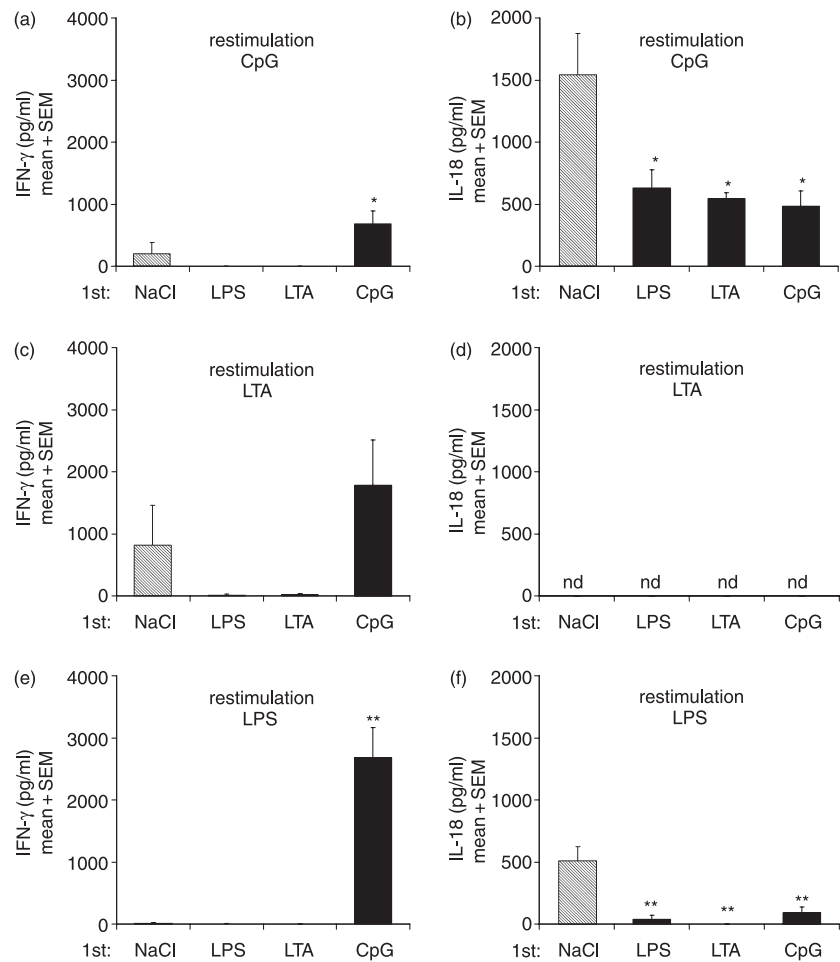 (a)
restimulation
CpG
IFN-γ (pg/ml)
mean + SEM
4000
3000
2000
1000
0
*
1st: NaCl LPS LTA CpG
(b)
restimulation
CpG
IL-18 (pg/ml)
mean + SEM
2000
1500
1000
500
0
* * *
1st: NaCl LPS LTA CpG
(c)
restimulation
LTA
IFN-γ (pg/ml)
mean + SEM
4000
3000
2000
1000
0
1st: NaCl LPS LTA CpG
(d)
restimulation
LTA
IL-18 (pg/ml)
mean + SEM
2000
1500
1000
500
0
nd nd nd nd
1st: NaCl LPS LTA CpG
(e)
restimulation
LPS
IFN-γ (pg/ml)
mean + SEM
4000
3000
2000
1000
0
**
1st: NaCl LPS LTA CpG
(f)
restimulation
LPS
IL-18 (pg/ml)
mean + SEM
2000
1500
1000
500
0
** ** **
1st: NaCl LPS LTA CpG